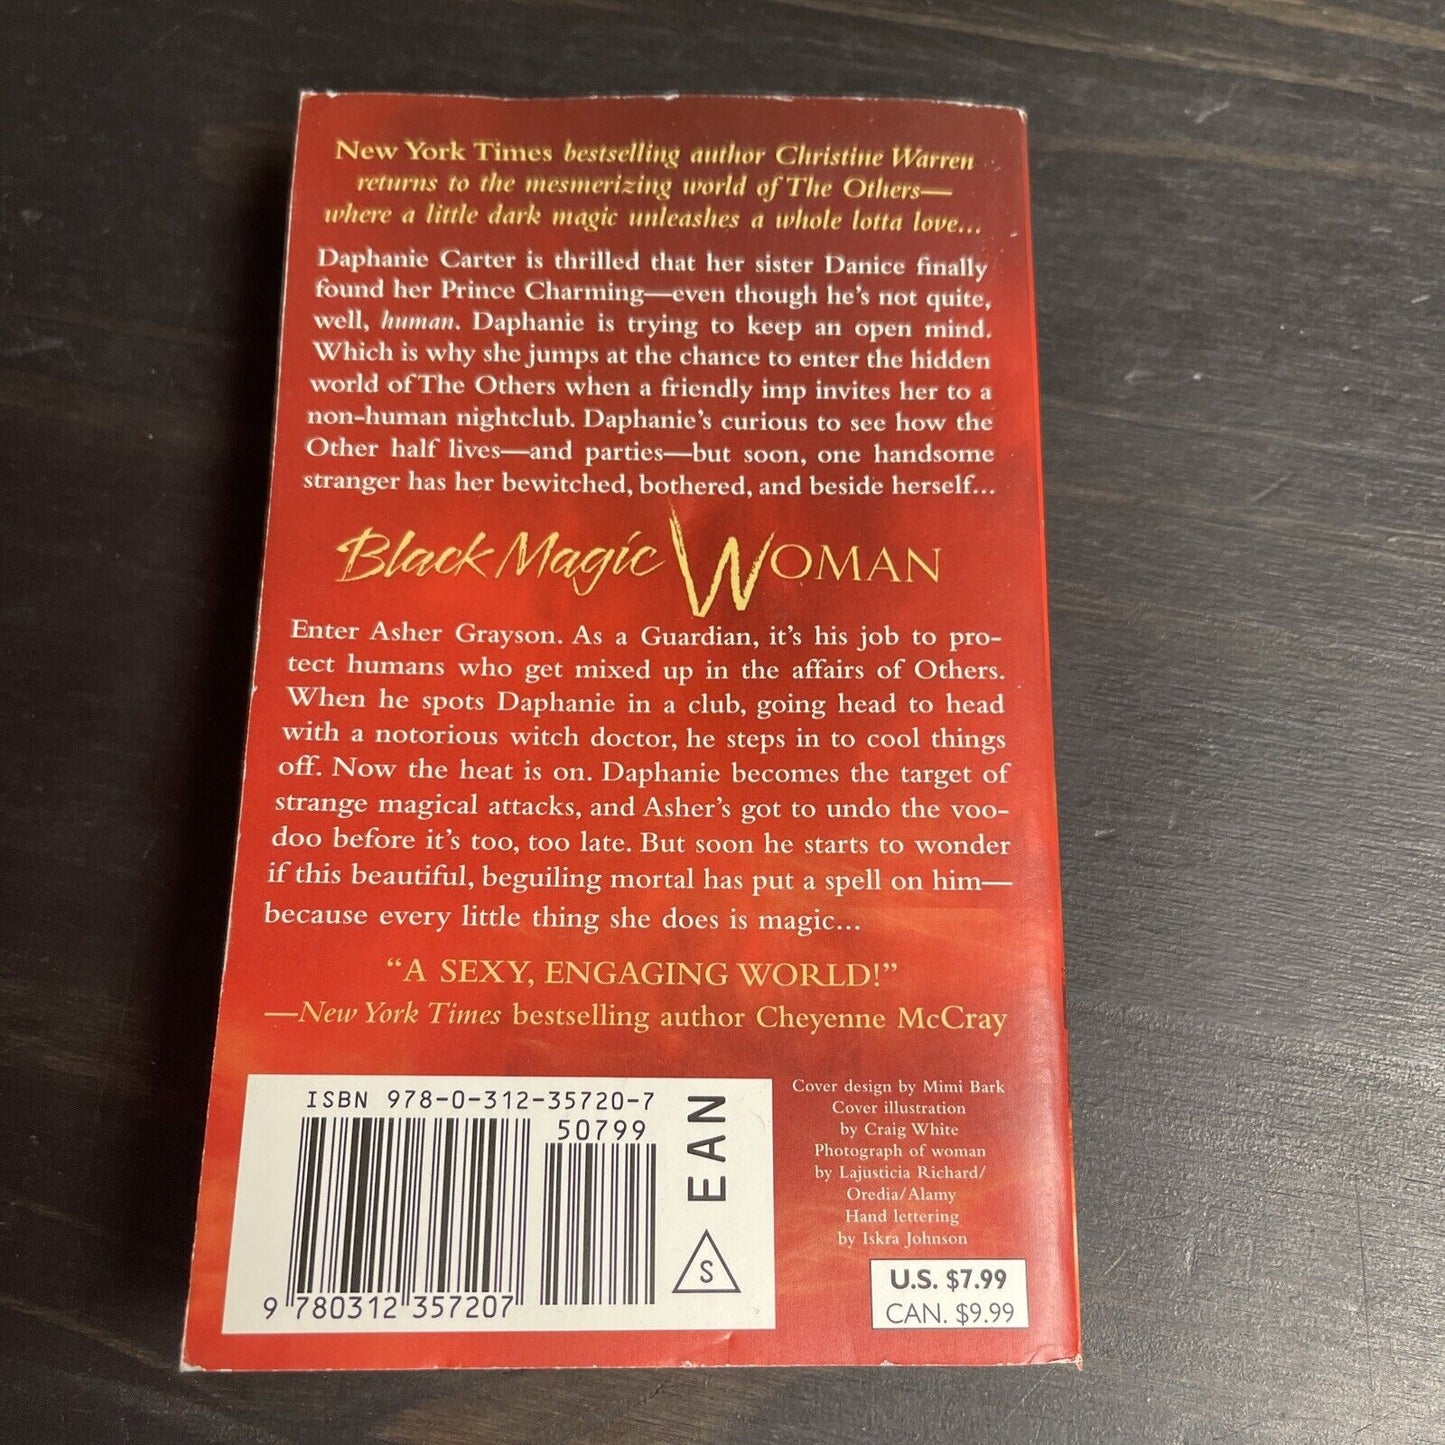 New York Times bestselling author Christine Warren
returns to the mesmerizing world of The Others—
where a little dark magic unleashes a whole lotta love...
Daphanie Carter is thrilled that her sister Danice finally
found her Prince Charming—even though he's not quite,
well, human. Daphanie is trying to keep an open mind.
Which is why she jumps at the chance to enter the hidden
world of The Others when a friendly imp invites her to a
non-human nightclub. Daphanie's curious to see how the
Other half lives—and parties—but soon, one handsome
stranger has her bewitched, bothered, and beside herself...
Black Magic WOMAN
Enter Asher Grayson. As a Guardian, it's his job to pro-
tect humans who get mixed up in the affairs of Others.
When he spots Daphanie in a club, going head to head
with a notorious witch doctor, he steps in to cool things
off. Now the heat is on. Daphanie becomes the target of
strange magical attacks, and Asher's got to undo the voo-
doo before it's too, too late. But soon he starts to wonder
if this beautiful, beguiling mortal has put a spell on him—
because every little thing she does is magic...
"A SEXY, ENGAGING WORLD!"
—New York Times bestselling author Cheyenne McCray
ISBN 978-0-312-35720-7
50799
9 780312 357207
EAN
S
Cover design by Mimi Bark
Cover illustration
by Craig White
Photograph of woman
by Lajusticia Richard/
Oredia/Alamy
Hand lettering
by Iskra Johnson
U.S. $7.99
CAN. $9.99